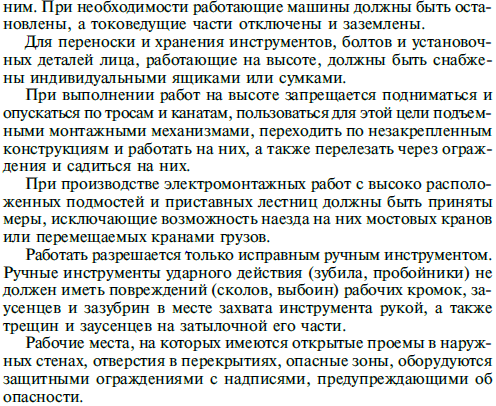 ним. При необходимости работающие машины должны быть оста-
новлены, а токоведущие части отключены и заземлены.
Для переноски и хранения инструментов, болтов и установоч-
ных деталей лица, работающие на высоте, должны быть снабже-
ны индивидуальными ящиками или сумками.
При выполнении работ на высоте запрещается подниматься и
опускаться по тросам и канатам, пользоваться для этой цели подъем-
ными монтажными механизмами, переходить по незакрепленным
конструкциям и работать на них, а также перелезать через ограж-
дения и садиться на них.
При производстве электромонтажных работ с высоко располо-
женных подмостей и приставных лестниц должны быть приняты
меры, исключающие возможность наезда на них мостовых кранов
или перемещаемых кранами грузов.
Работать разрешается только исправным ручным инструментом.
Ручные инструменты ударного действия (зубила, пробойники) не
должен иметь повреждений (сколов, выбоин) рабочих кромок, за-
усенцев и зазубрин в месте захвата инструмента рукой, а также
трещин и заусенцев на затылочной его части.
Рабочие места, на которых имеются открытые проемы в наруж-
ных стенах, отверстия в перекрытиях, опасные зоны, оборудуются
защитными ограждениями с надписями, предупреждающими об
опасности.